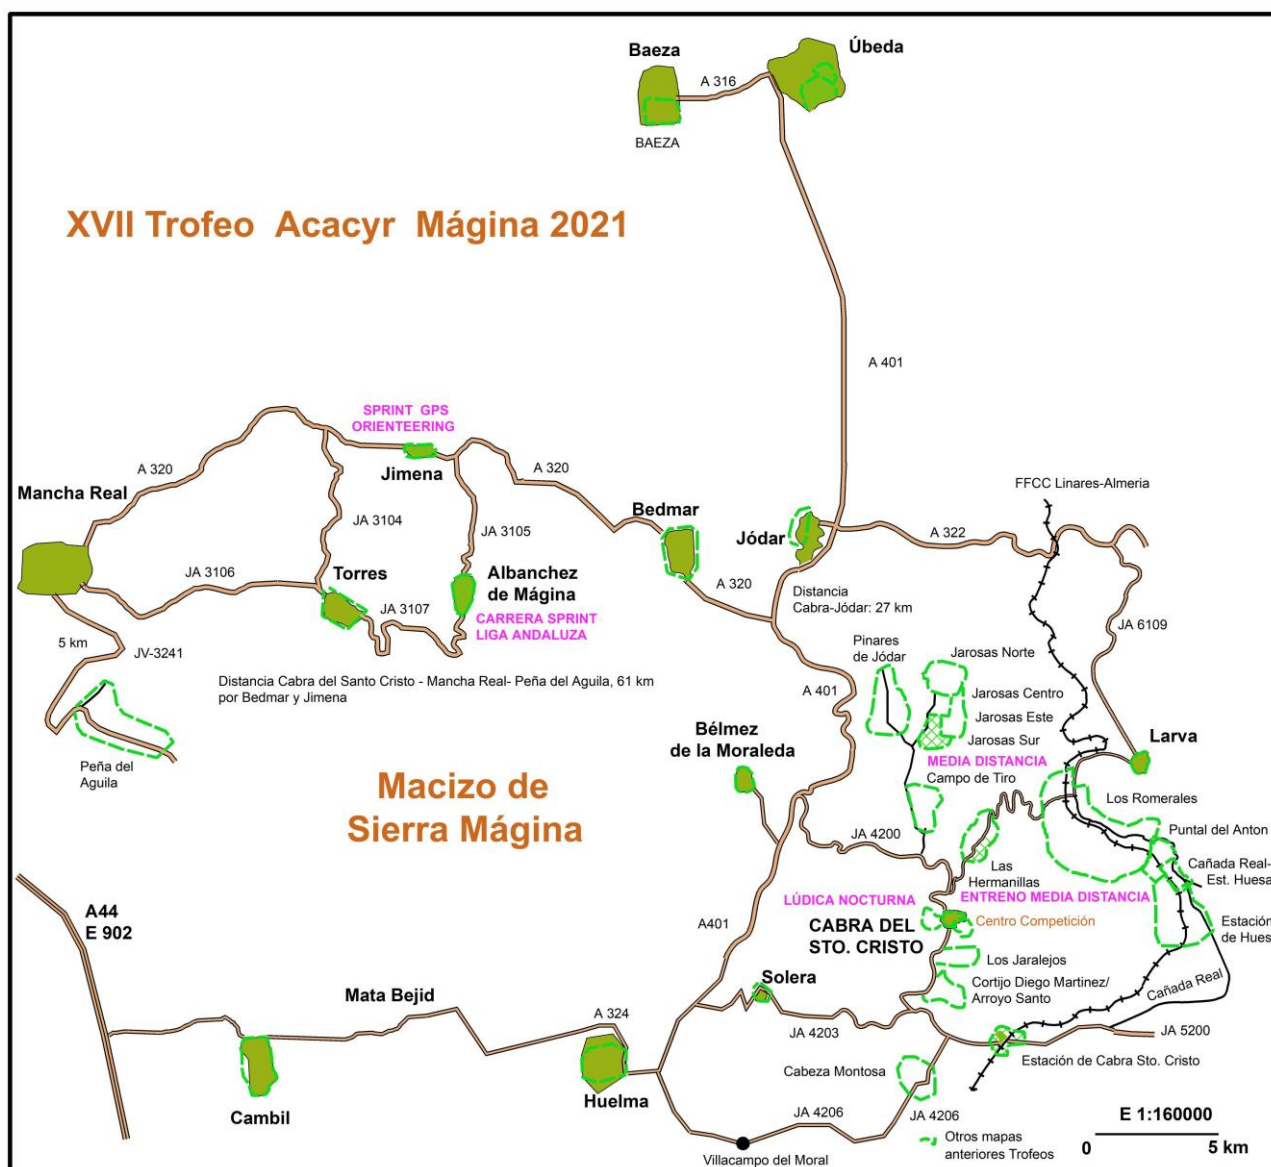 Baeza
Úbeda
A 316
BAEZA
XVII Trofeo Acacyr Mágina 2021
A 401
SPRINT GPS
ORIENTEERING
A 320
Jimena
A 320
FFCC Linares-Almeria
Mancha Real
Bedmar
JA 3104
JA 3105
Jódar
A 322
JA 3106
Torres
Albanchez
de Mágina
A 320
Distancia
Cabra-Jódar: 27 km
JA 3107
CARRERA SPRINT
LIGA ANDALUZA
JA 6109
5 km
JV-3241
Pinares
de Jódar
Jarosas Norte
Distancia Cabra del Santo Cristo - Mancha Real- Peña del Aguila, 61 km
por Bedmar y Jimena
A 401
Jarosas Centro
Jarosas Este
Jarosas Sur
Bélmez
de la Moraleda
Larva
Peña del
Aguila
MEDIA DISTANCIA
Campo de Tiro
Macizo de
Sierra Mágina
Los Romerales
JA 4200
Puntal del Anton
Las
Hermanillas
Cañada Real-
Est. Huesa
LÚDICA NOCTURNA
ENTRENO MEDIA DISTANCIA
A44
E 902
A401
CABRA DEL
STO. CRISTO
Centro Competición
Estación
de Hues
Los Jaralejos
Solera
Cortijo Diego Martinez/
Arroyo Santo
Cañada Real
Mata Bejid
A 324
JA 4203
JA 5200
Estación de Cabra Sto. Cristo
Cabeza Montosa
Huelma
Cambil
JA 4206
JA 4206
E 1:160000
Otros mapas
anteriores Trofeos
0
5 km
Villacampo del Moral